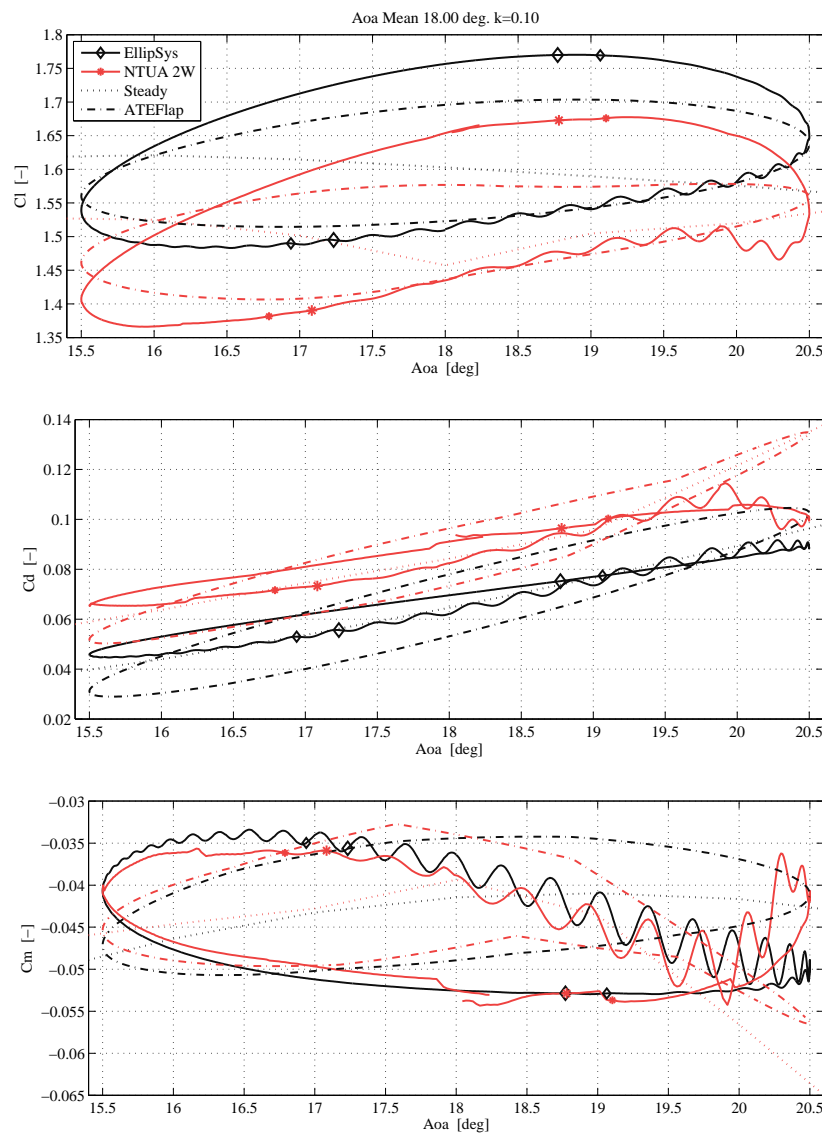 Aoa Mean 18.00 deg. k=0.10
EllipSys
NTUA 2W
Steady
ATEFlap
Cl [−]
1.8
1.75
1.7
1.65
1.6
1.55
1.5
1.45
1.4
1.35
15.5 16 16.5 17 17.5 18 18.5 19 19.5 20 20.5
Aoa [deg]
Cd [−]
0.14
0.12
0.1
0.08
0.06
0.04
0.02
15.5 16 16.5 17 17.5 18 18.5 19 19.5 20 20.5
Aoa [deg]
Cm [−]
−0.03
−0.035
−0.04
−0.045
−0.05
−0.055
−0.06
−0.065
15.5 16 16.5 17 17.5 18 18.5 19 19.5 20 20.5
Aoa [deg]